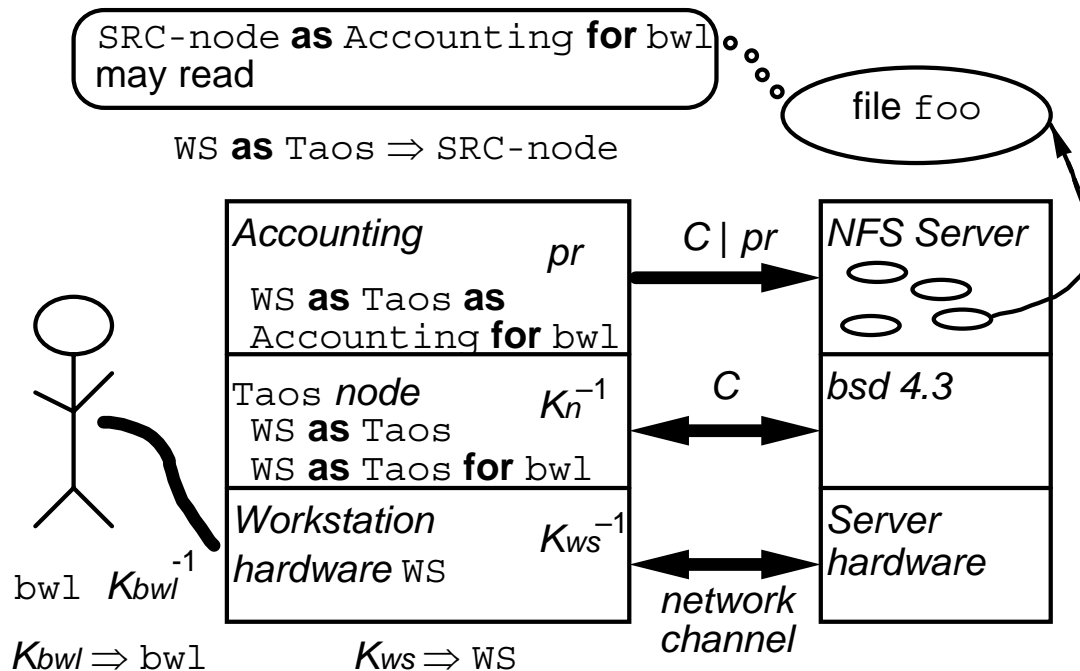 SRC-node as Accounting for bwl
may read
file foo
WS as Taos ⇒ SRC-node
Accounting
pr
WS as Taos as
Accounting for bwl
C | pr
NFS Server
Taos node
Kn⁻¹
WS as Taos
WS as Taos for bwl
C
bsd 4.3
Workstation
hardware WS
Kws⁻¹
network
channel
Server
hardware
bwl Kbwl⁻¹
Kbwl ⇒ bwl
Kws ⇒ WS